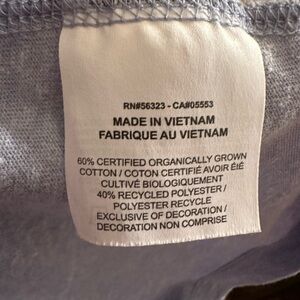 RN#56323 - CA#05553
MADE IN VIETNAM
FABRIQUE AU VIETNAM
60% CERTIFIED ORGANICALLY GROWN
COTTON / COTON CERTIFIÉ AVOIR ÉTÉ
CULTIVÉ BIOLOGIQUEMENT
40% RECYCLED POLYESTER /
POLYESTER RECYCLE
EXCLUSIVE OF DECORATION /
DECORATION NON COMPRISE